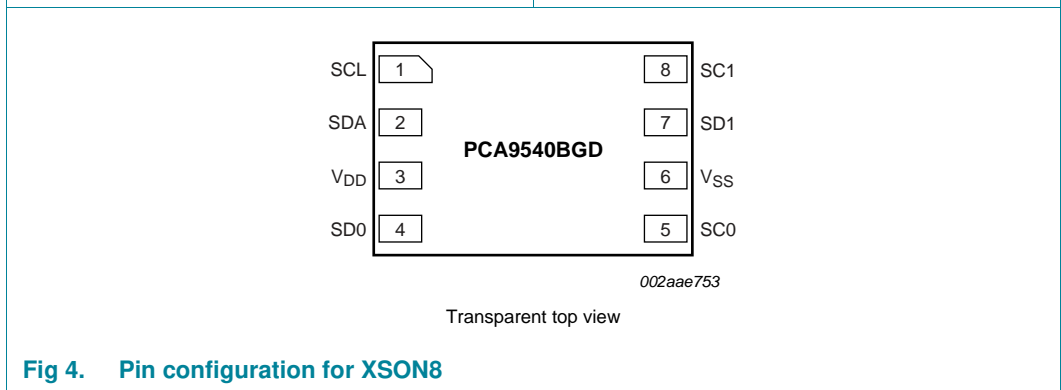 SCL 1 8 SC1
SDA 2 7 SD1
PCA9540BGD
VDD 3 6 VSS
SD0 4 5 SC0
002aae753
Transparent top view
Fig 4. Pin configuration for XSON8